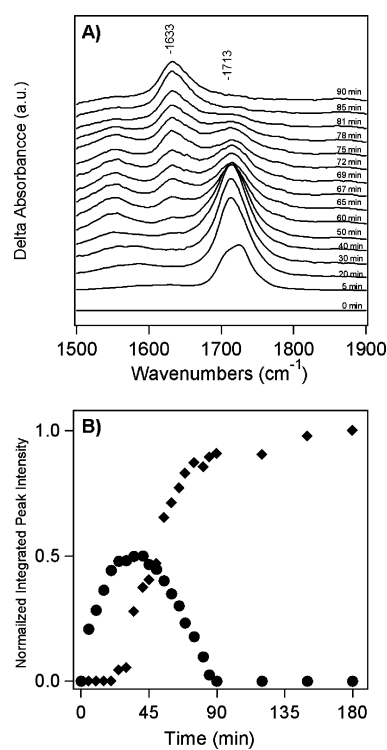 A)
-1633
-1713
90 min
85 min
81 min
78 min
75 min
72 min
69 min
67 min
65 min
60 min
50 min
40 min
30 min
20 min
5 min
0 min
Delta Absorbancce (a.u.)
1500 1600 1700 1800 1900
Wavenumbers (cm-1)
B)
1.0
0.5
0.0
Normailzed Integrated Peak Intensity
0 45 90 135 180
Time (min)